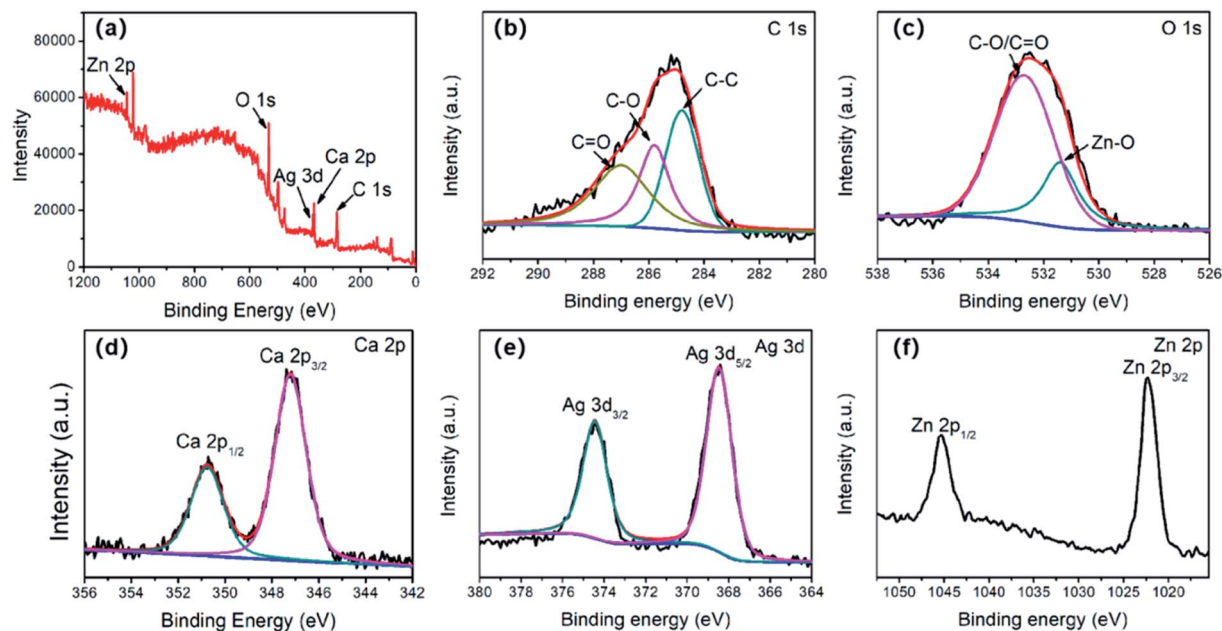 (a)
80000
60000
40000
20000
0
Intensity
Zn 2p
O 1s
Ag 3d
Ca 2p
C 1s
1200 1000 800 600 400 200 0
Binding Energy (eV)
(b)
C 1s
C-C
C-O
C=O
Intensity (a.u.)
292 290 288 286 284 282 280
Binding energy (eV)
(c)
O 1s
C-O/C=O
Zn-O
Intensity (a.u.)
538 536 534 532 530 528 526
Binding energy (eV)
(d)
Ca 2p
Ca 2p3/2
Ca 2p1/2
Intensity (a.u.)
356 354 352 350 348 346 344 342
Binding Energy (eV)
(e)
Ag 3d
Ag 3d5/2
Ag 3d3/2
Intensity (a.u.)
380 378 376 374 372 370 368 366 364
Binding energy (eV)
(f)
Zn 2p
Zn 2p3/2
Zn 2p1/2
Intensity (a.u.)
1050 1045 1040 1035 1030 1025 1020
Binding energy (eV)